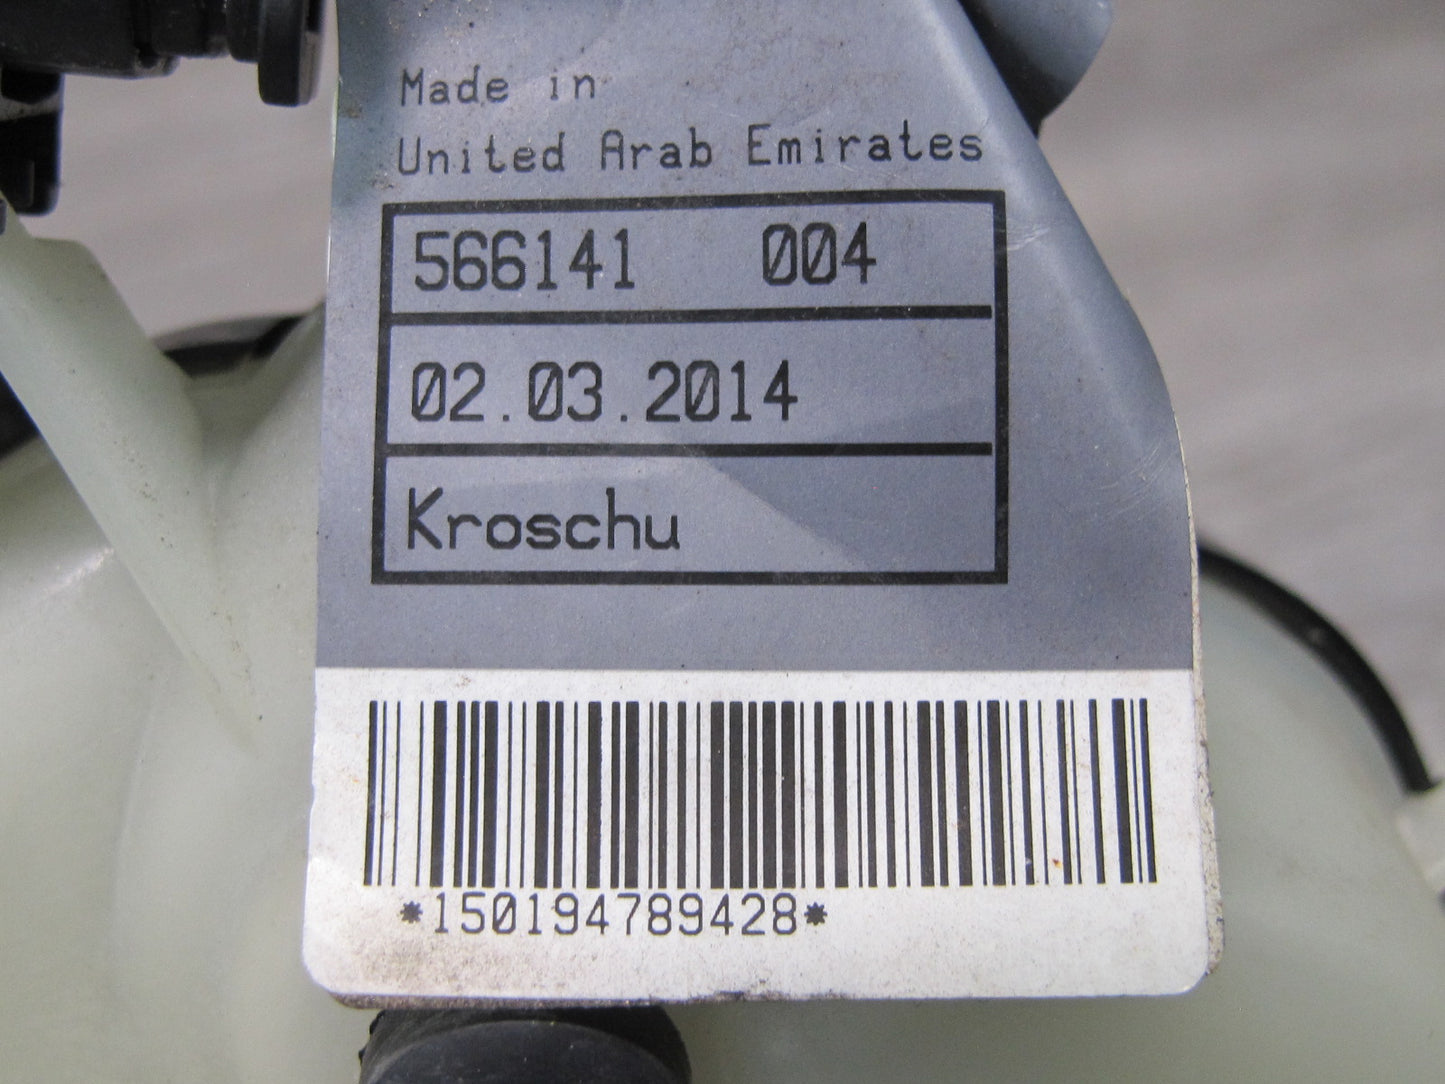 Made in
United Arab Emirates
566141 004
02.03.2014
Kroschu
*150194789428*